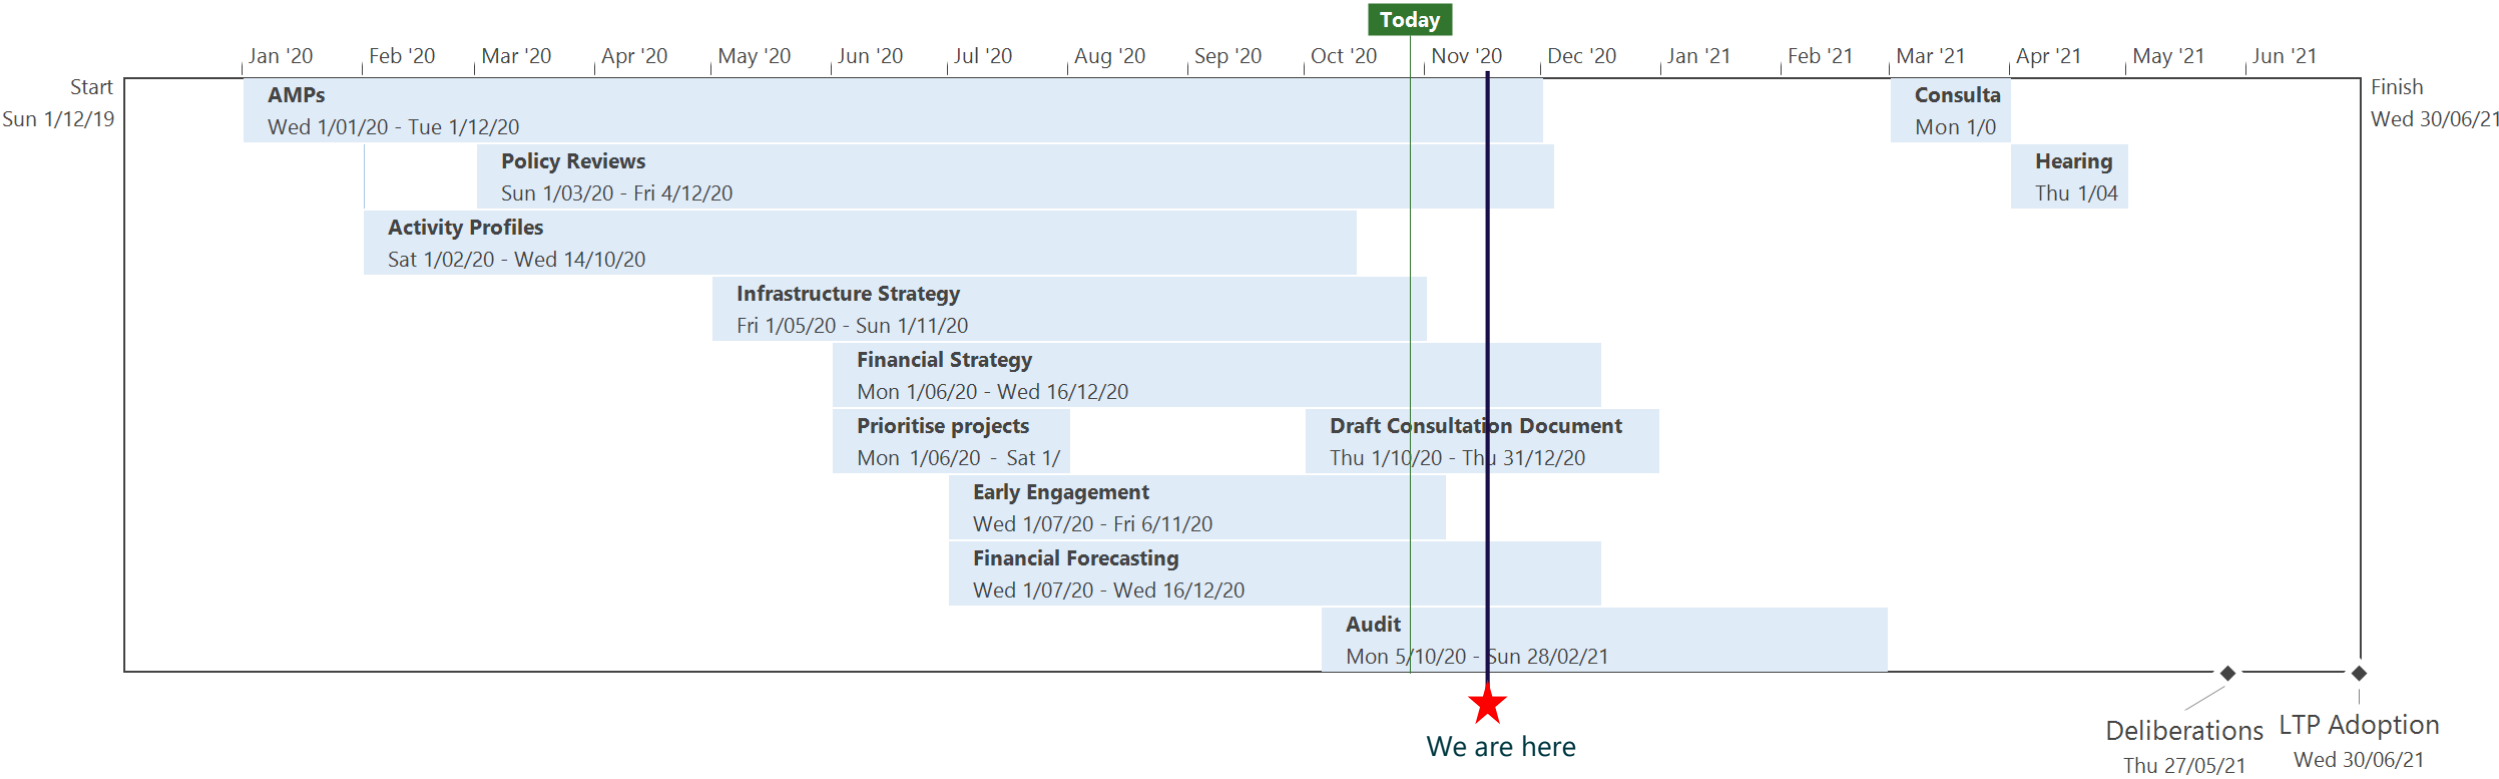 Today
Jan '20 Feb '20 Mar '20 Apr '20 May '20 Jun '20 Jul '20 Aug '20 Sep '20 Oct '20 Nov '20 Dec '20 Jan '21 Feb '21 Mar '21 Apr '21 May '21 Jun '21
Start
Sun 1/12/19
Finish
Wed 30/06/21
AMPs
Wed 1/01/20 - Tue 1/12/20
Consulta
Mon 1/0
Policy Reviews
Sun 1/03/20 - Fri 4/12/20
Hearing
Thu 1/04
Activity Profiles
Sat 1/02/20 - Wed 14/10/20
Infrastructure Strategy
Fri 1/05/20 - Sun 1/11/20
Financial Strategy
Mon 1/06/20 - Wed 16/12/20
Prioritise projects
Mon 1/06/20 - Sat 1/
Draft Consultation Document
Thu 1/10/20 - Thu 31/12/20
Early Engagement
Wed 1/07/20 - Fri 6/11/20
Financial Forecasting
Wed 1/07/20 - Wed 16/12/20
Audit
Mon 5/10/20 - Sun 28/02/21
We are here
Deliberations
Thu 27/05/21
LTP Adoption
Wed 30/06/21